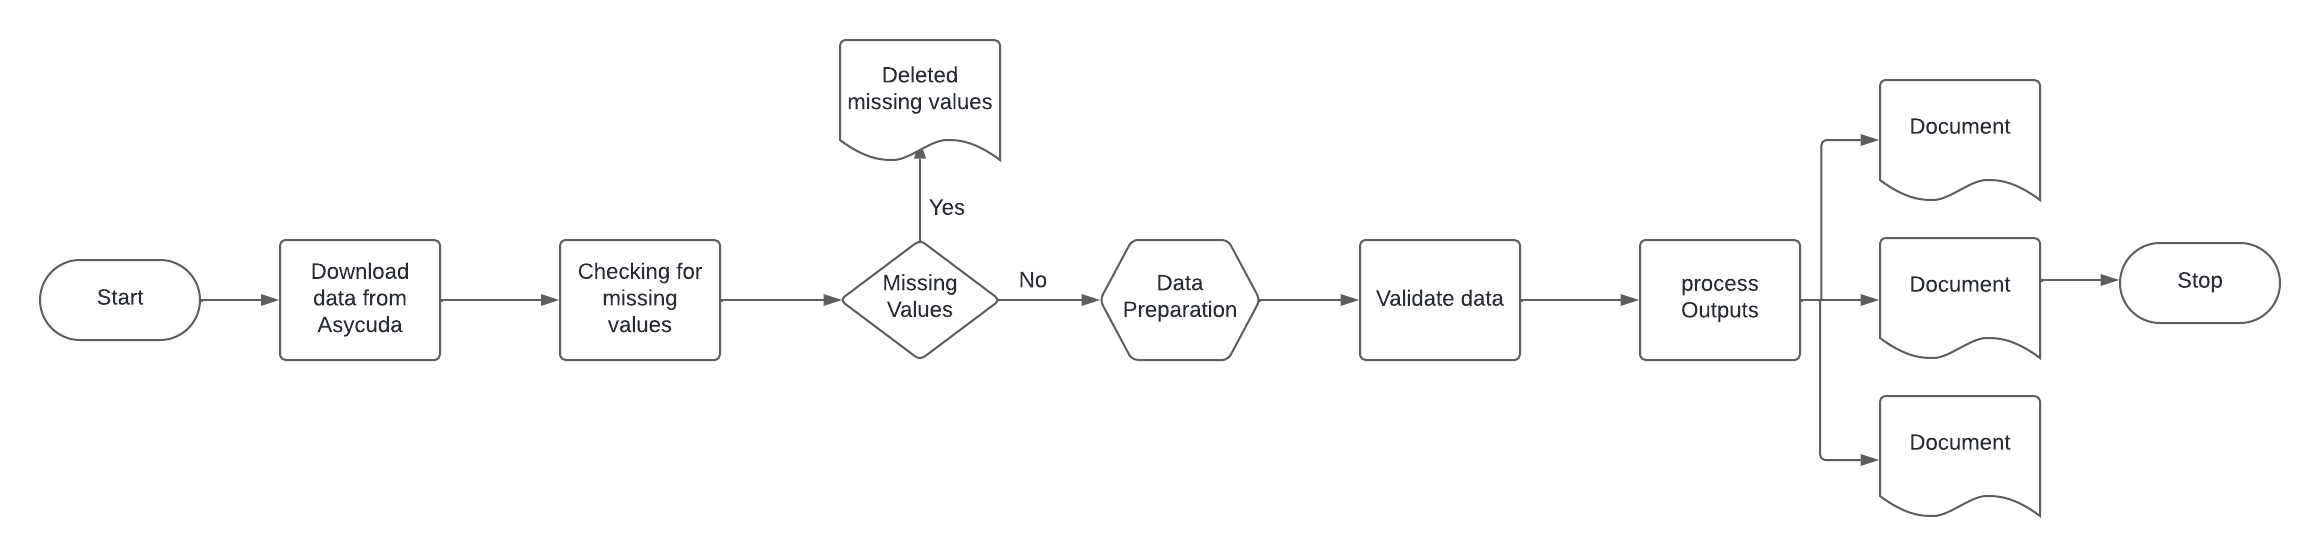 Start
Download
data from
Asycuda
Checking for
missing
values
Missing
Values
Yes
Deleted
missing values
No
Data
Preparation
Validate data
process
Outputs
Document
Document
Document
Stop